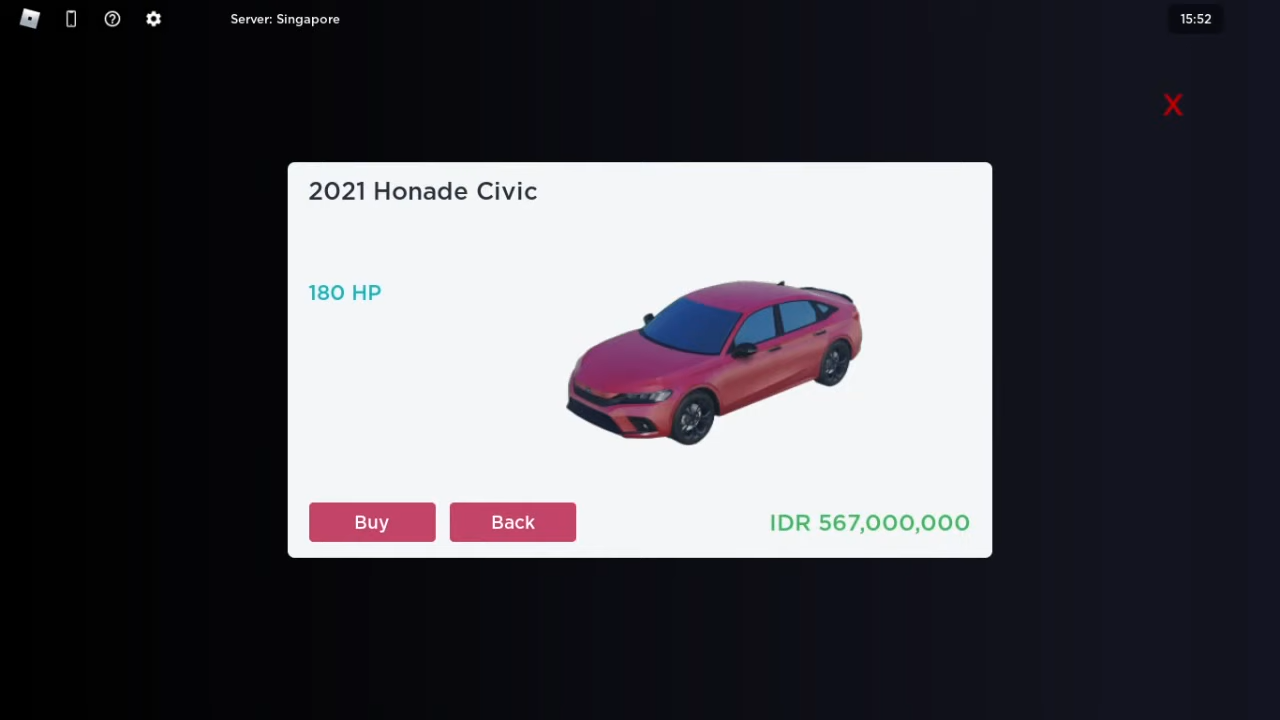 Server: Singapore
15:52
X
2021 Honade Civic
180 HP
Buy
Back
IDR 567,000,000